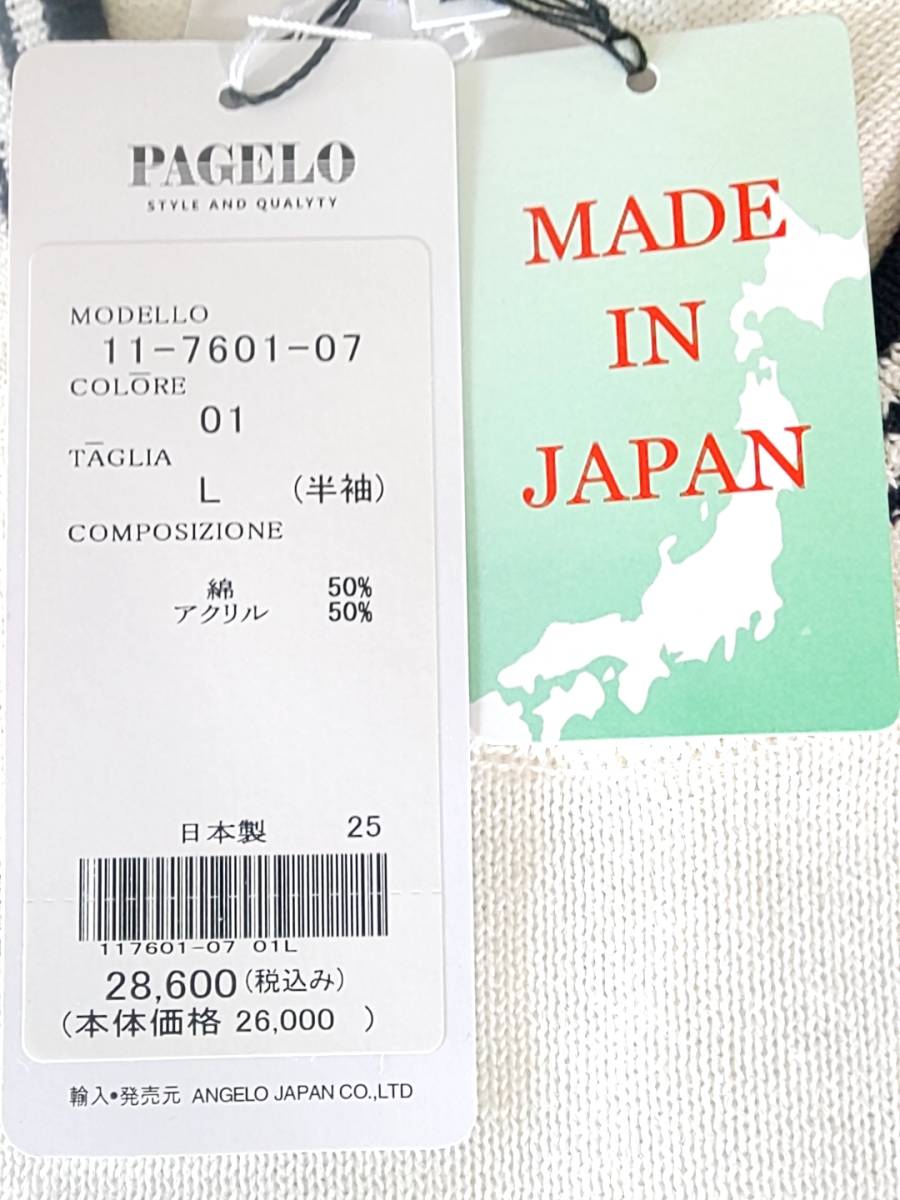 PAGELO
STYLE AND QUALYTY
MODELLO
11-7601-07
COLORE
01
TAGLIA
L (半袖)
COMPOSIZIONE
綿 50%
アクリル 50%
日本製 25
117601-07 01L
28,600(税込み)
(本体価格 26,000 )
輸入・発売元 ANGELO JAPAN CO.,LTD
MADE
IN
JAPAN